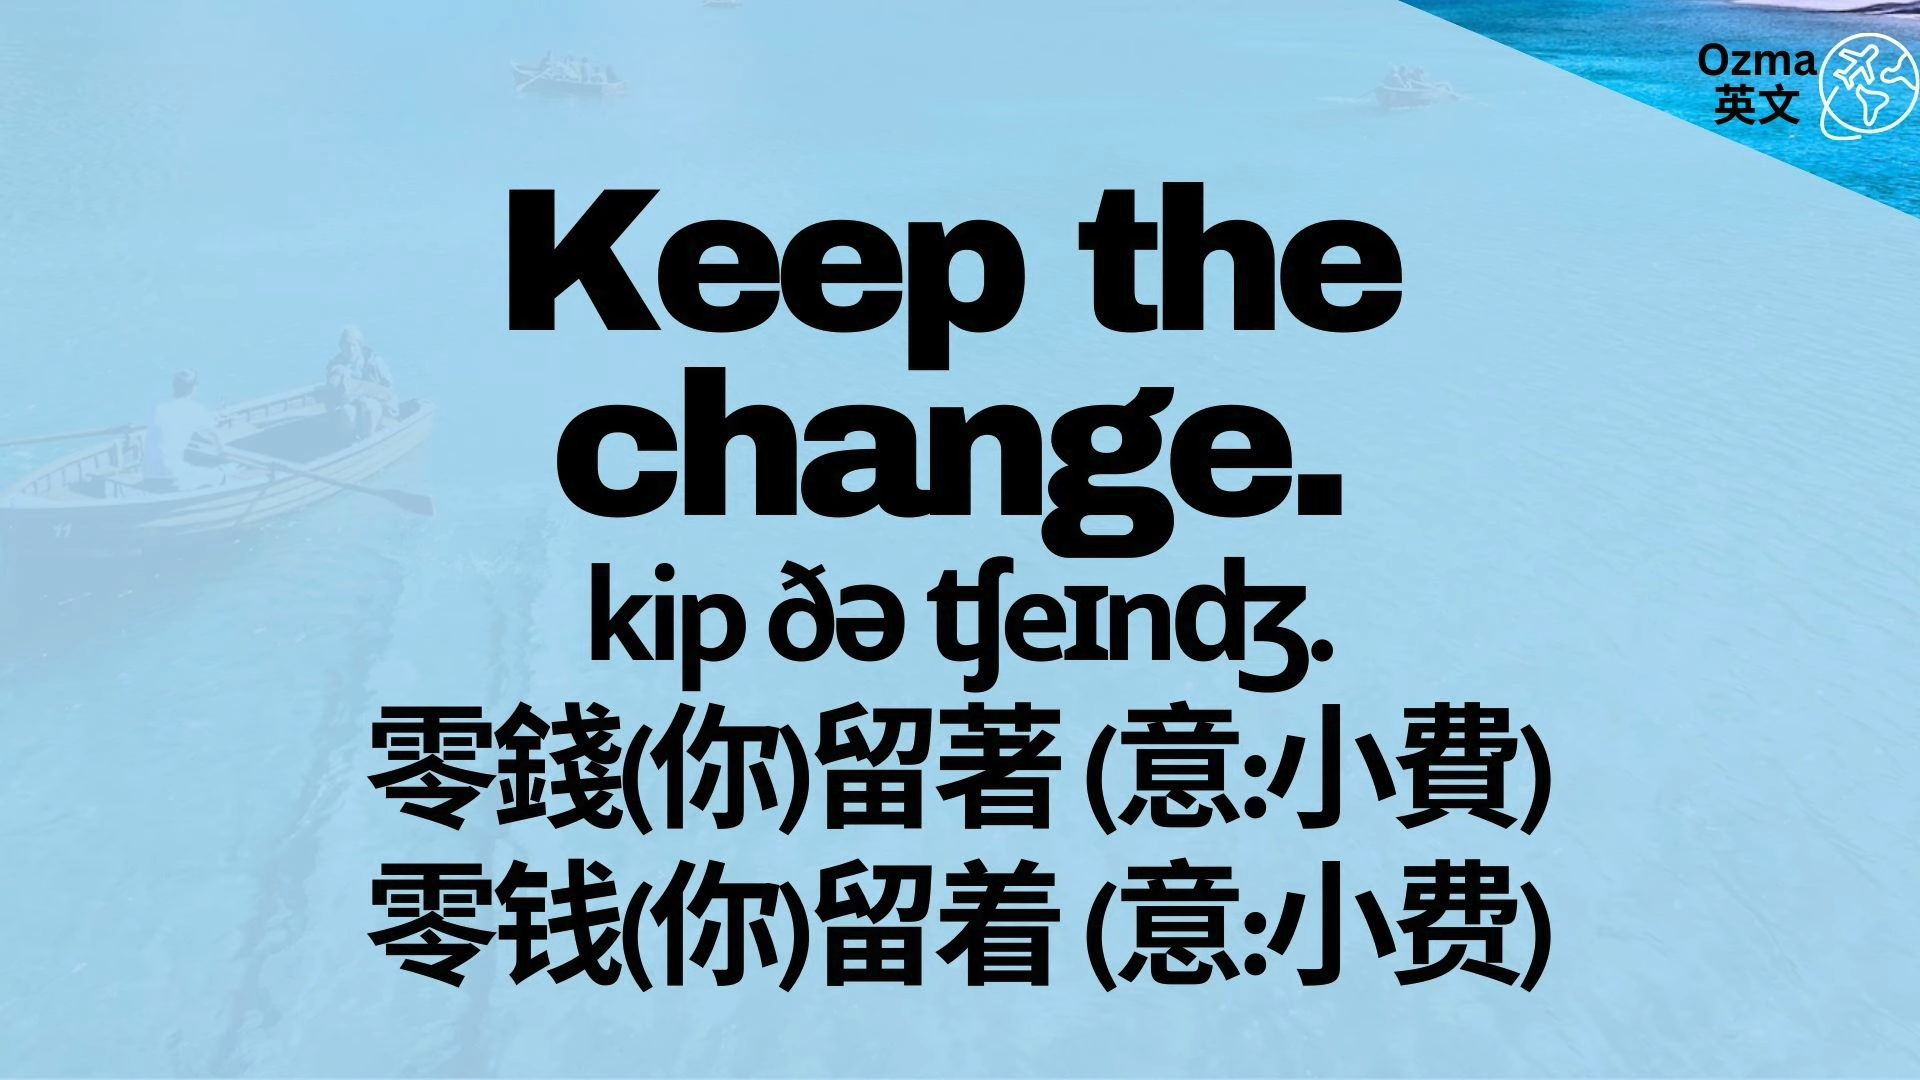 Ozma
英文
Keep the
change.
kip ðə ʧeɪnʤ.
零錢(你)留著 (意:小費)
零钱(你)留着 (意:小费)
11